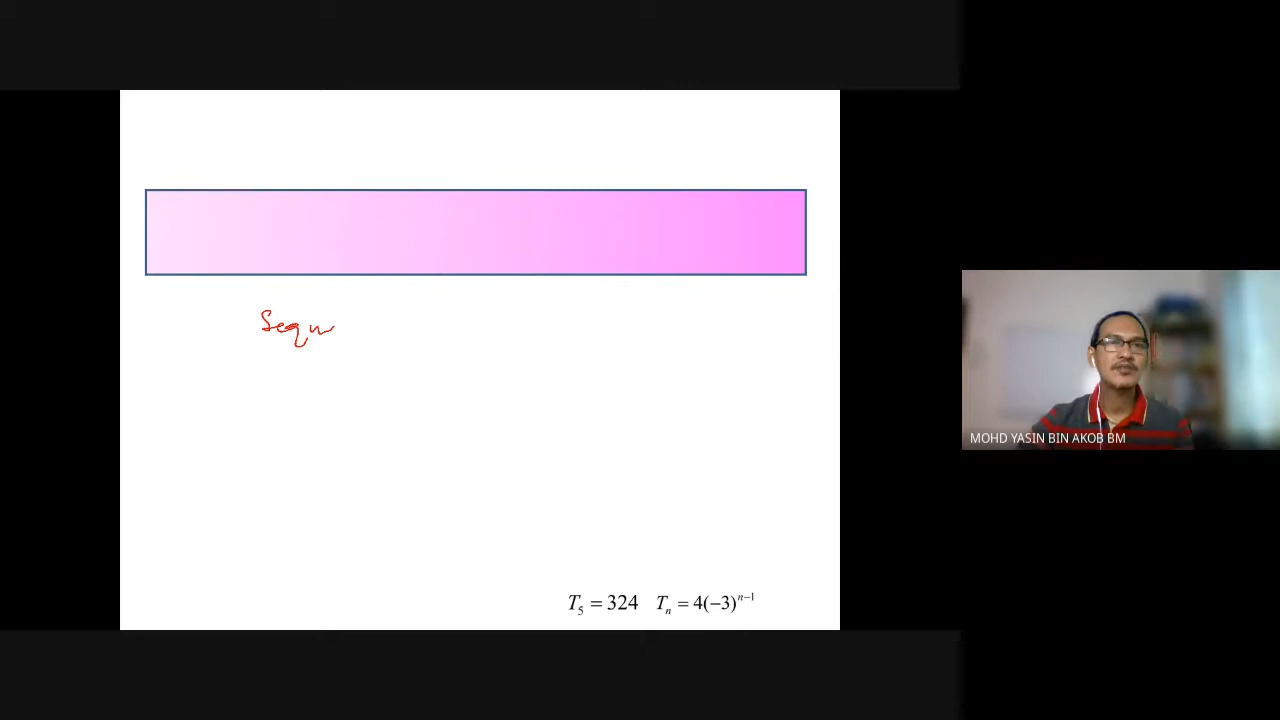 Sequ
MOHD YASIN BIN AKOB BM
T₅ = 324 Tₙ = 4(−3)ⁿ⁻¹